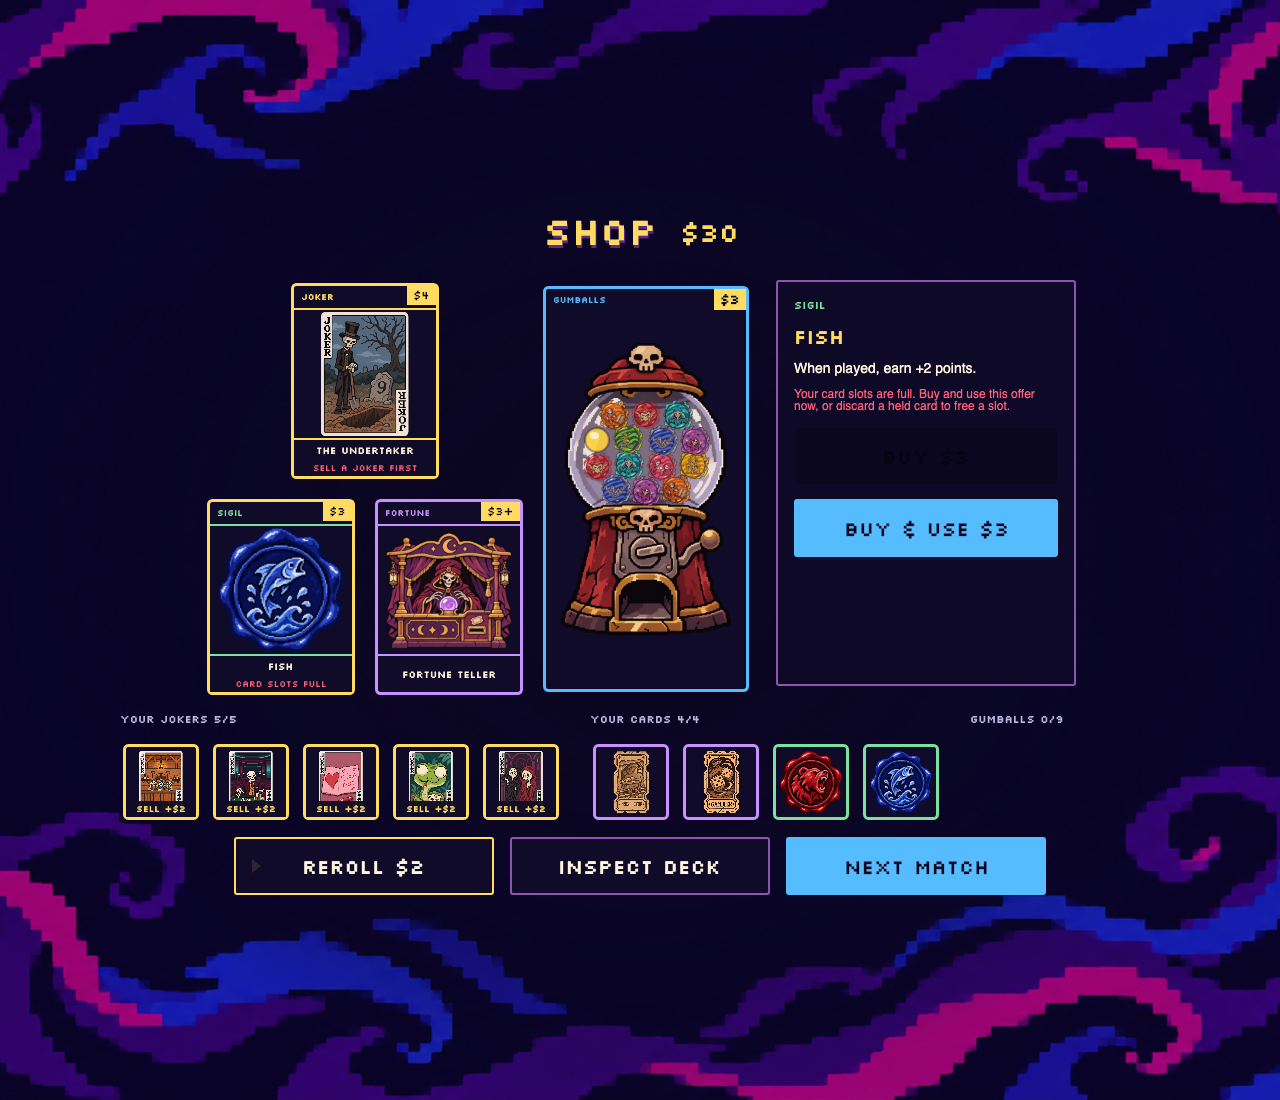 SHOP $30
JOKER $4
JOKER
9
JOKER
THE UNDERTAKER
SELL A JOKER FIRST
SIGIL $3
FISH
CARD SLOTS FULL
FORTUNE $3+
FORTUNE TELLER
GUMBALLS $3
SIGIL
FISH
When played, earn +2 points.
Your card slots are full. Buy and use this offer
now, or discard a held card to free a slot.
BUY $3
BUY & USE $3
YOUR JOKERS 5/5
YOUR CARDS 4/4
GUMBALLS 0/9
SELL +$2
SELL +$2
SELL +$2
SELL +$2
SELL +$2
REROLL $2
INSPECT DECK
NEXT MATCH